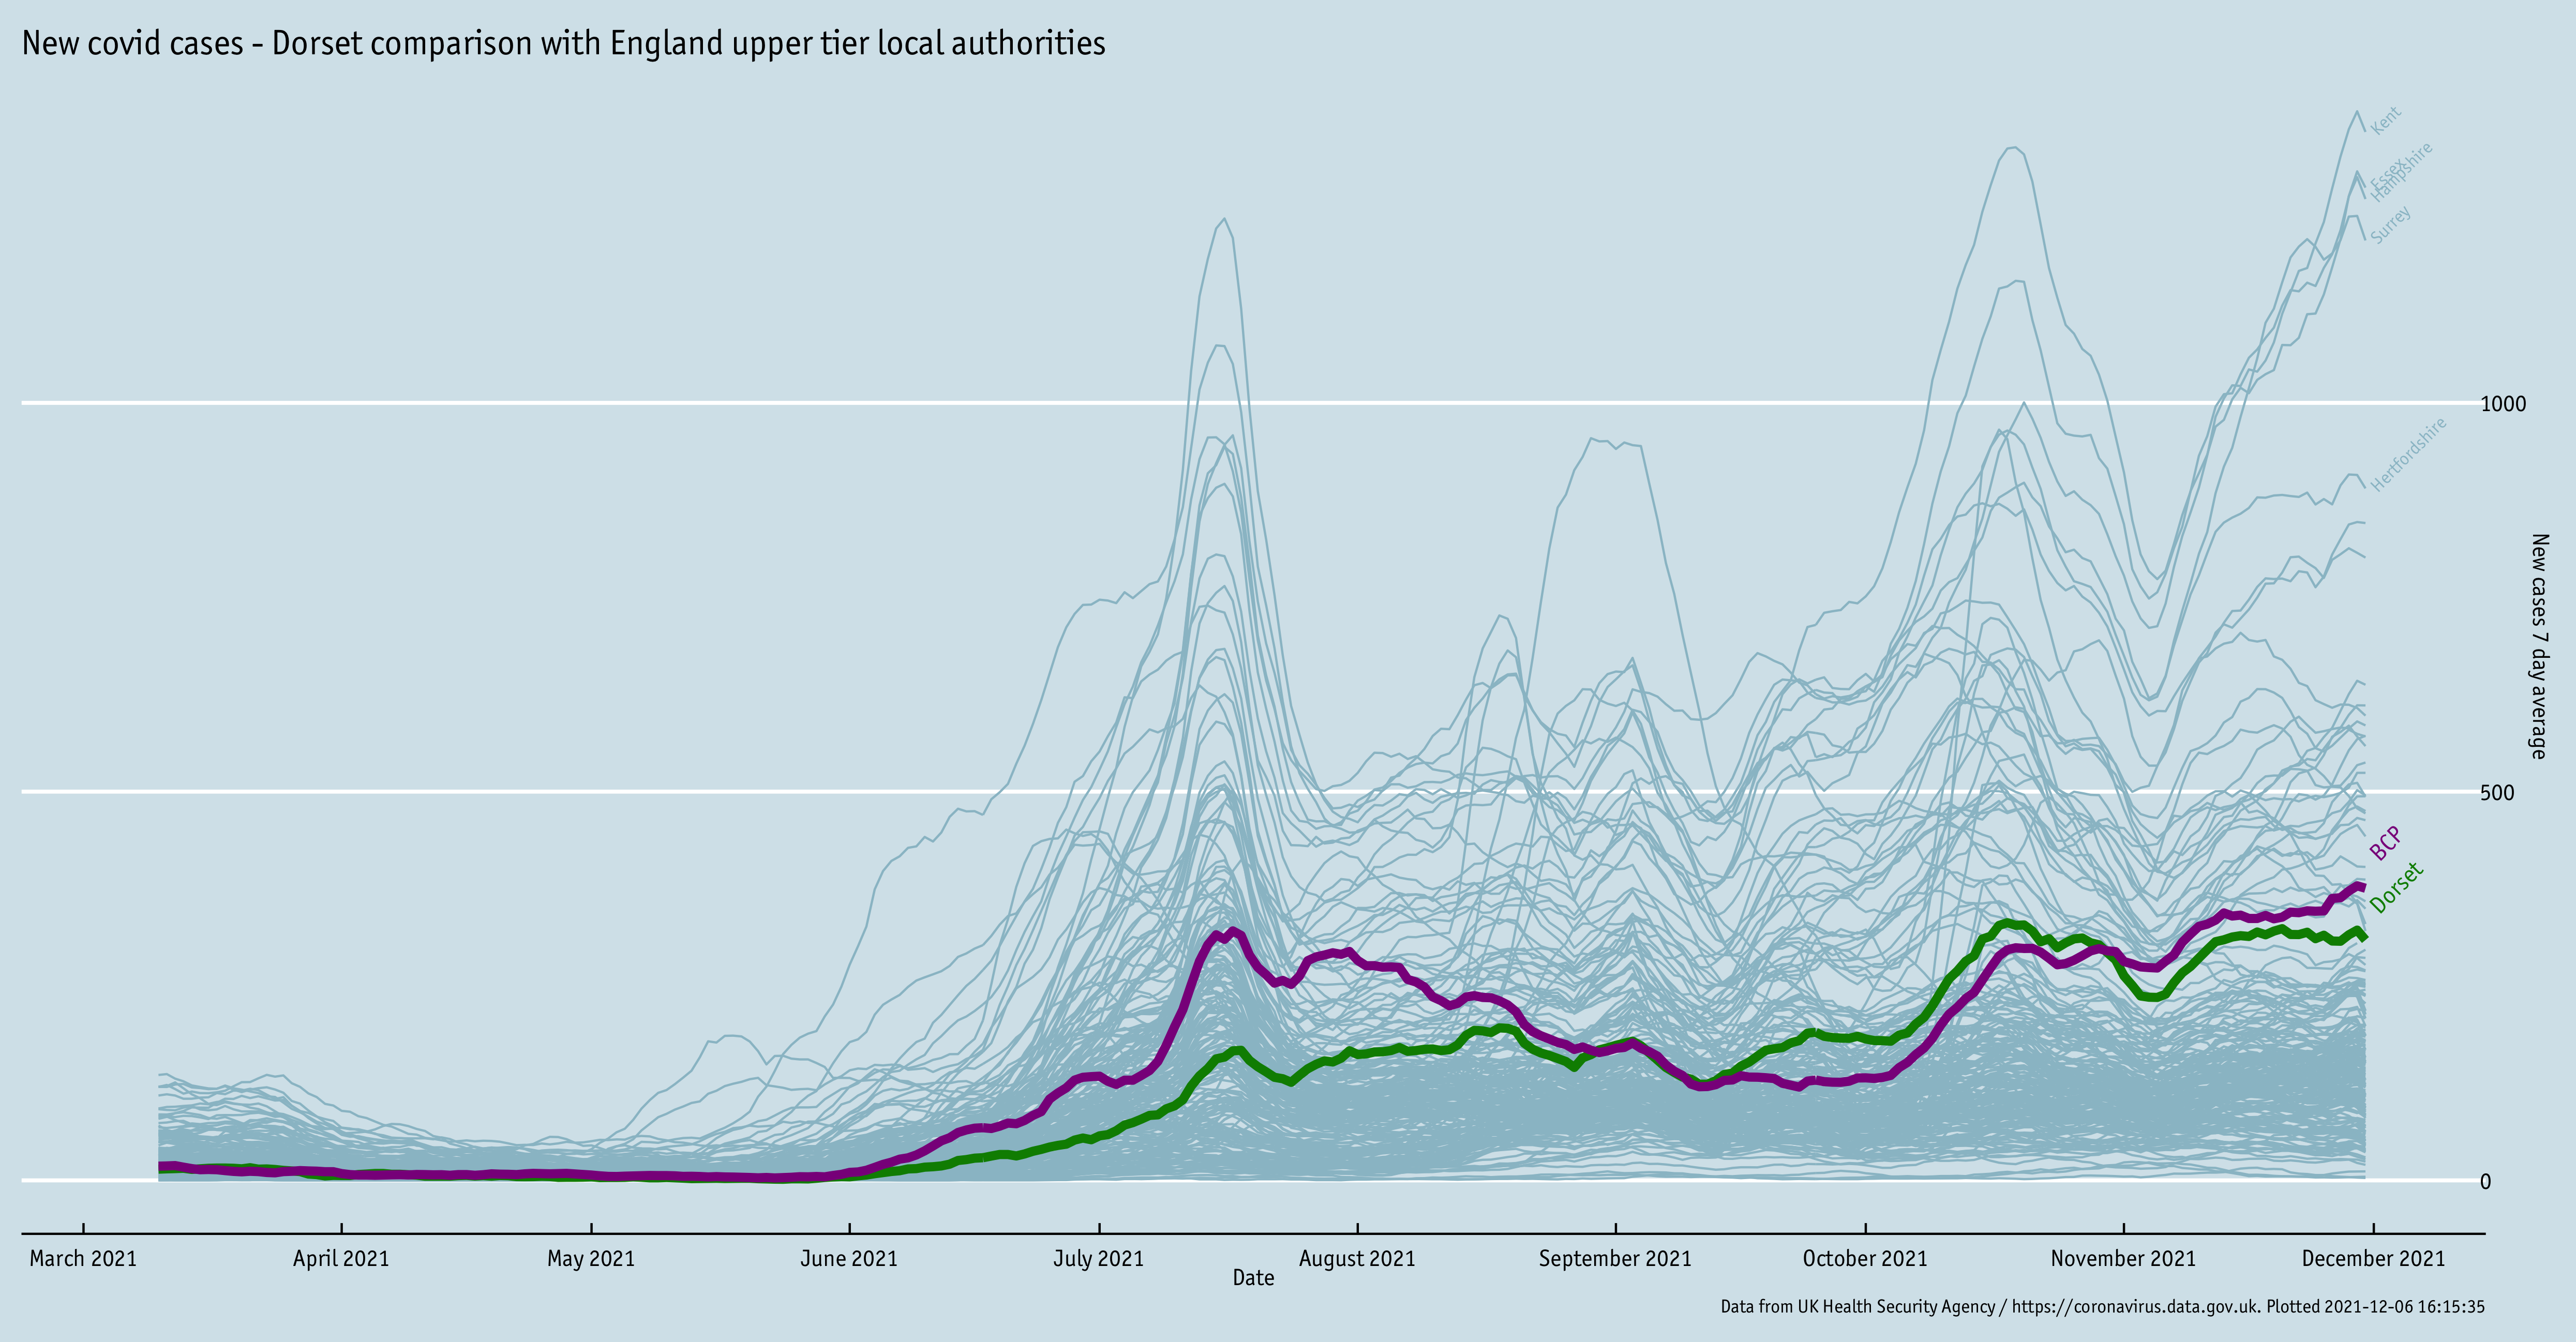 New covid cases - Dorset comparison with England upper tier local authorities
Kent
Essex
Hampshire
Surrey
1000
Hertfordshire
New cases 7 day average
500
BCP
Dorset
0
March 2021
April 2021
May 2021
June 2021
July 2021
August 2021
September 2021
October 2021
November 2021
December 2021
Date
Data from UK Health Security Agency / https://coronavirus.data.gov.uk. Plotted 2021-12-06 16:15:35